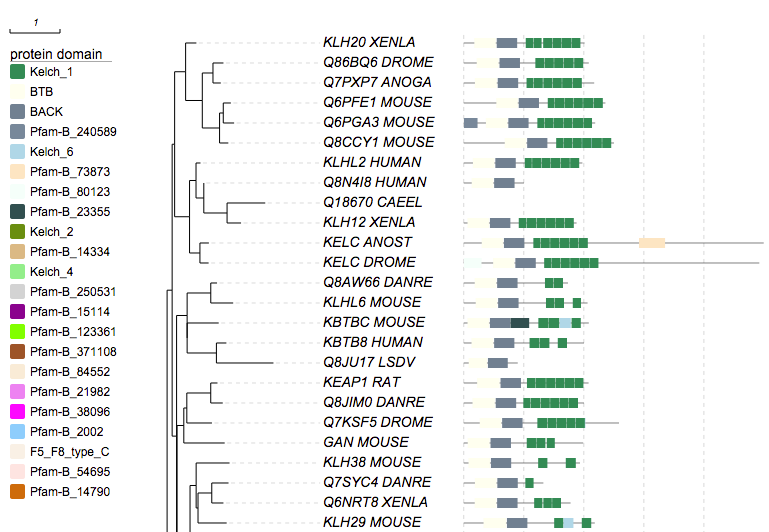 1
protein domain
Kelch_1
BTB
BACK
Pfam-B_240589
Kelch_6
Pfam-B_73873
Pfam-B_80123
Pfam-B_23355
Kelch_2
Pfam-B_14334
Kelch_4
Pfam-B_250531
Pfam-B_15114
Pfam-B_123361
Pfam-B_371108
Pfam-B_84552
Pfam-B_21982
Pfam-B_38096
Pfam-B_2002
F5_F8_type_C
Pfam-B_54695
Pfam-B_14790
KLH20 XENLA
Q86BQ6 DROME
Q7PXP7 ANOGA
Q6PFE1 MOUSE
Q6PGA3 MOUSE
Q8CCY1 MOUSE
KLHL2 HUMAN
Q8N4I8 HUMAN
Q18670 CAEEL
KLH12 XENLA
KELC ANOST
KELC DROME
Q8AW66 DANRE
KLHL6 MOUSE
KBTBC MOUSE
KBTB8 HUMAN
Q8JU17 LSDV
KEAP1 RAT
Q8JIM0 DANRE
Q7KSF5 DROME
GAN MOUSE
KLH38 MOUSE
Q7SYC4 DANRE
Q6NRT8 XENLA
KLH29 MOUSE